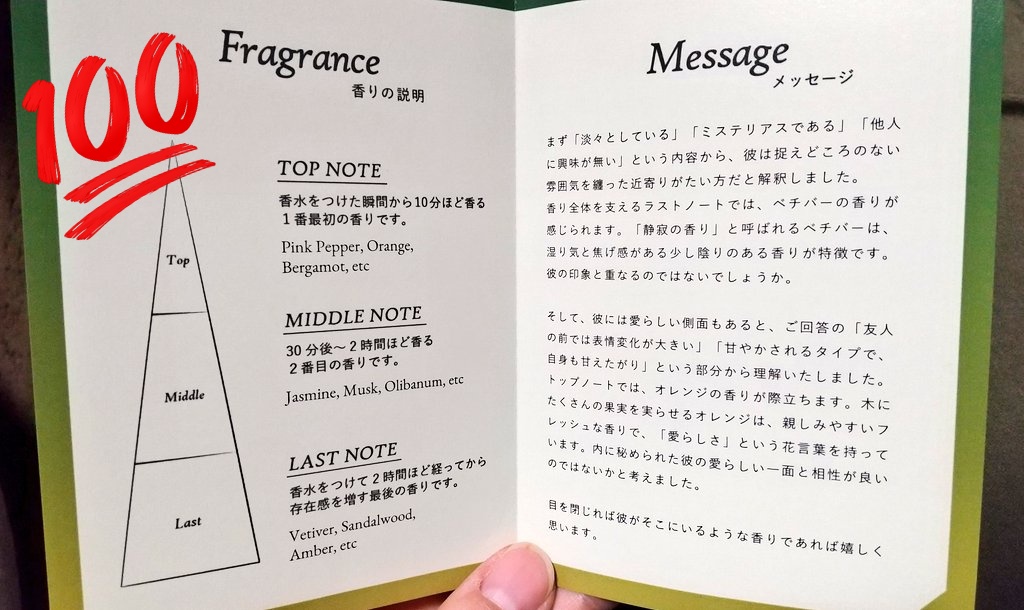 100
Fragrance
香りの説明
TOP NOTE
香水をつけた瞬間から10分ほど香る
1番最初の香りです。
Pink Pepper, Orange,
Bergamot, etc
MIDDLE NOTE
30分後〜2時間ほど香る
2番目の香りです。
Jasmine, Musk, Olibanum, etc
LAST NOTE
香水をつけて2時間ほど経ってから
存在感を増す最後の香りです。
Vetiver, Sandalwood,
Amber, etc
Top
Middle
Last
Message
メッセージ
まず「淡々としている」「ミステリアスである」「他人
に興味が無い」という内容から、彼は捉えどころのない
雰囲気を纏った近寄りがたい方だと解釈しました。
香り全体を支えるラストノートでは、ベチバーの香りが
感じられます。「静寂の香り」と呼ばれるベチバーは、
湿り気と焦げ感がある少し陰りのある香りが特徴です。
彼の印象と重なるのではないでしょうか。
そして、彼には愛らしい側面もあると、ご回答の「友人
の前では表情変化が大きい」「甘やかされるタイプで、
自身も甘えたがり」という部分から理解いたしました。
トップノートでは、オレンジの香りが際立ちます。木に
たくさんの果実を実らせるオレンジは、親しみやすいフ
レッシュな香りで、「愛らしさ」という花言葉を持って
います。内に秘められた彼の愛らしい一面と相性が良い
のではないかと考えました。
目を閉じれば彼がそこにいるような香りであれば嬉しく
思います。